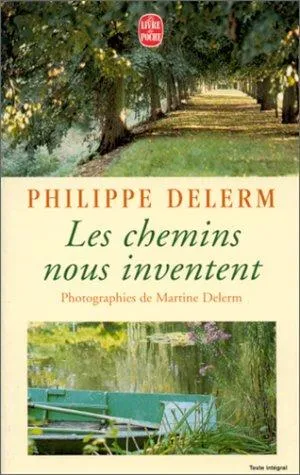 LE LIVRE
DE POCHE
PHILIPPE DELERM
Les chemins
nous inventent
Photographies de Martine Delerm
Texte intégral